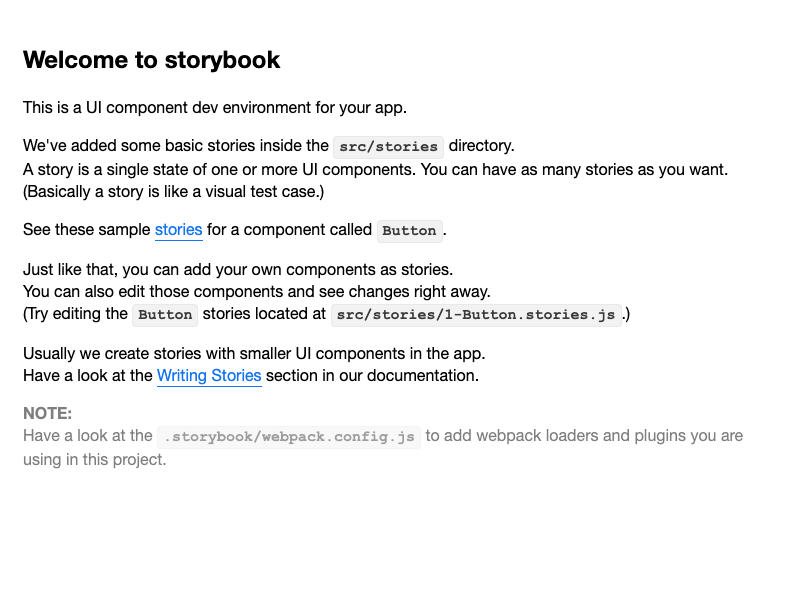 Welcome to storybook
This is a UI component dev environment for your app.
We've added some basic stories inside the src/stories directory.
A story is a single state of one or more UI components. You can have as many stories as you want.
(Basically a story is like a visual test case.)
See these sample stories for a component called Button.
Just like that, you can add your own components as stories.
You can also edit those components and see changes right away.
(Try editing the Button stories located at src/stories/1-Button.stories.js.)
Usually we create stories with smaller UI components in the app.
Have a look at the Writing Stories section in our documentation.
NOTE:
Have a look at the .storybook/webpack.config.js to add webpack loaders and plugins you are
using in this project.